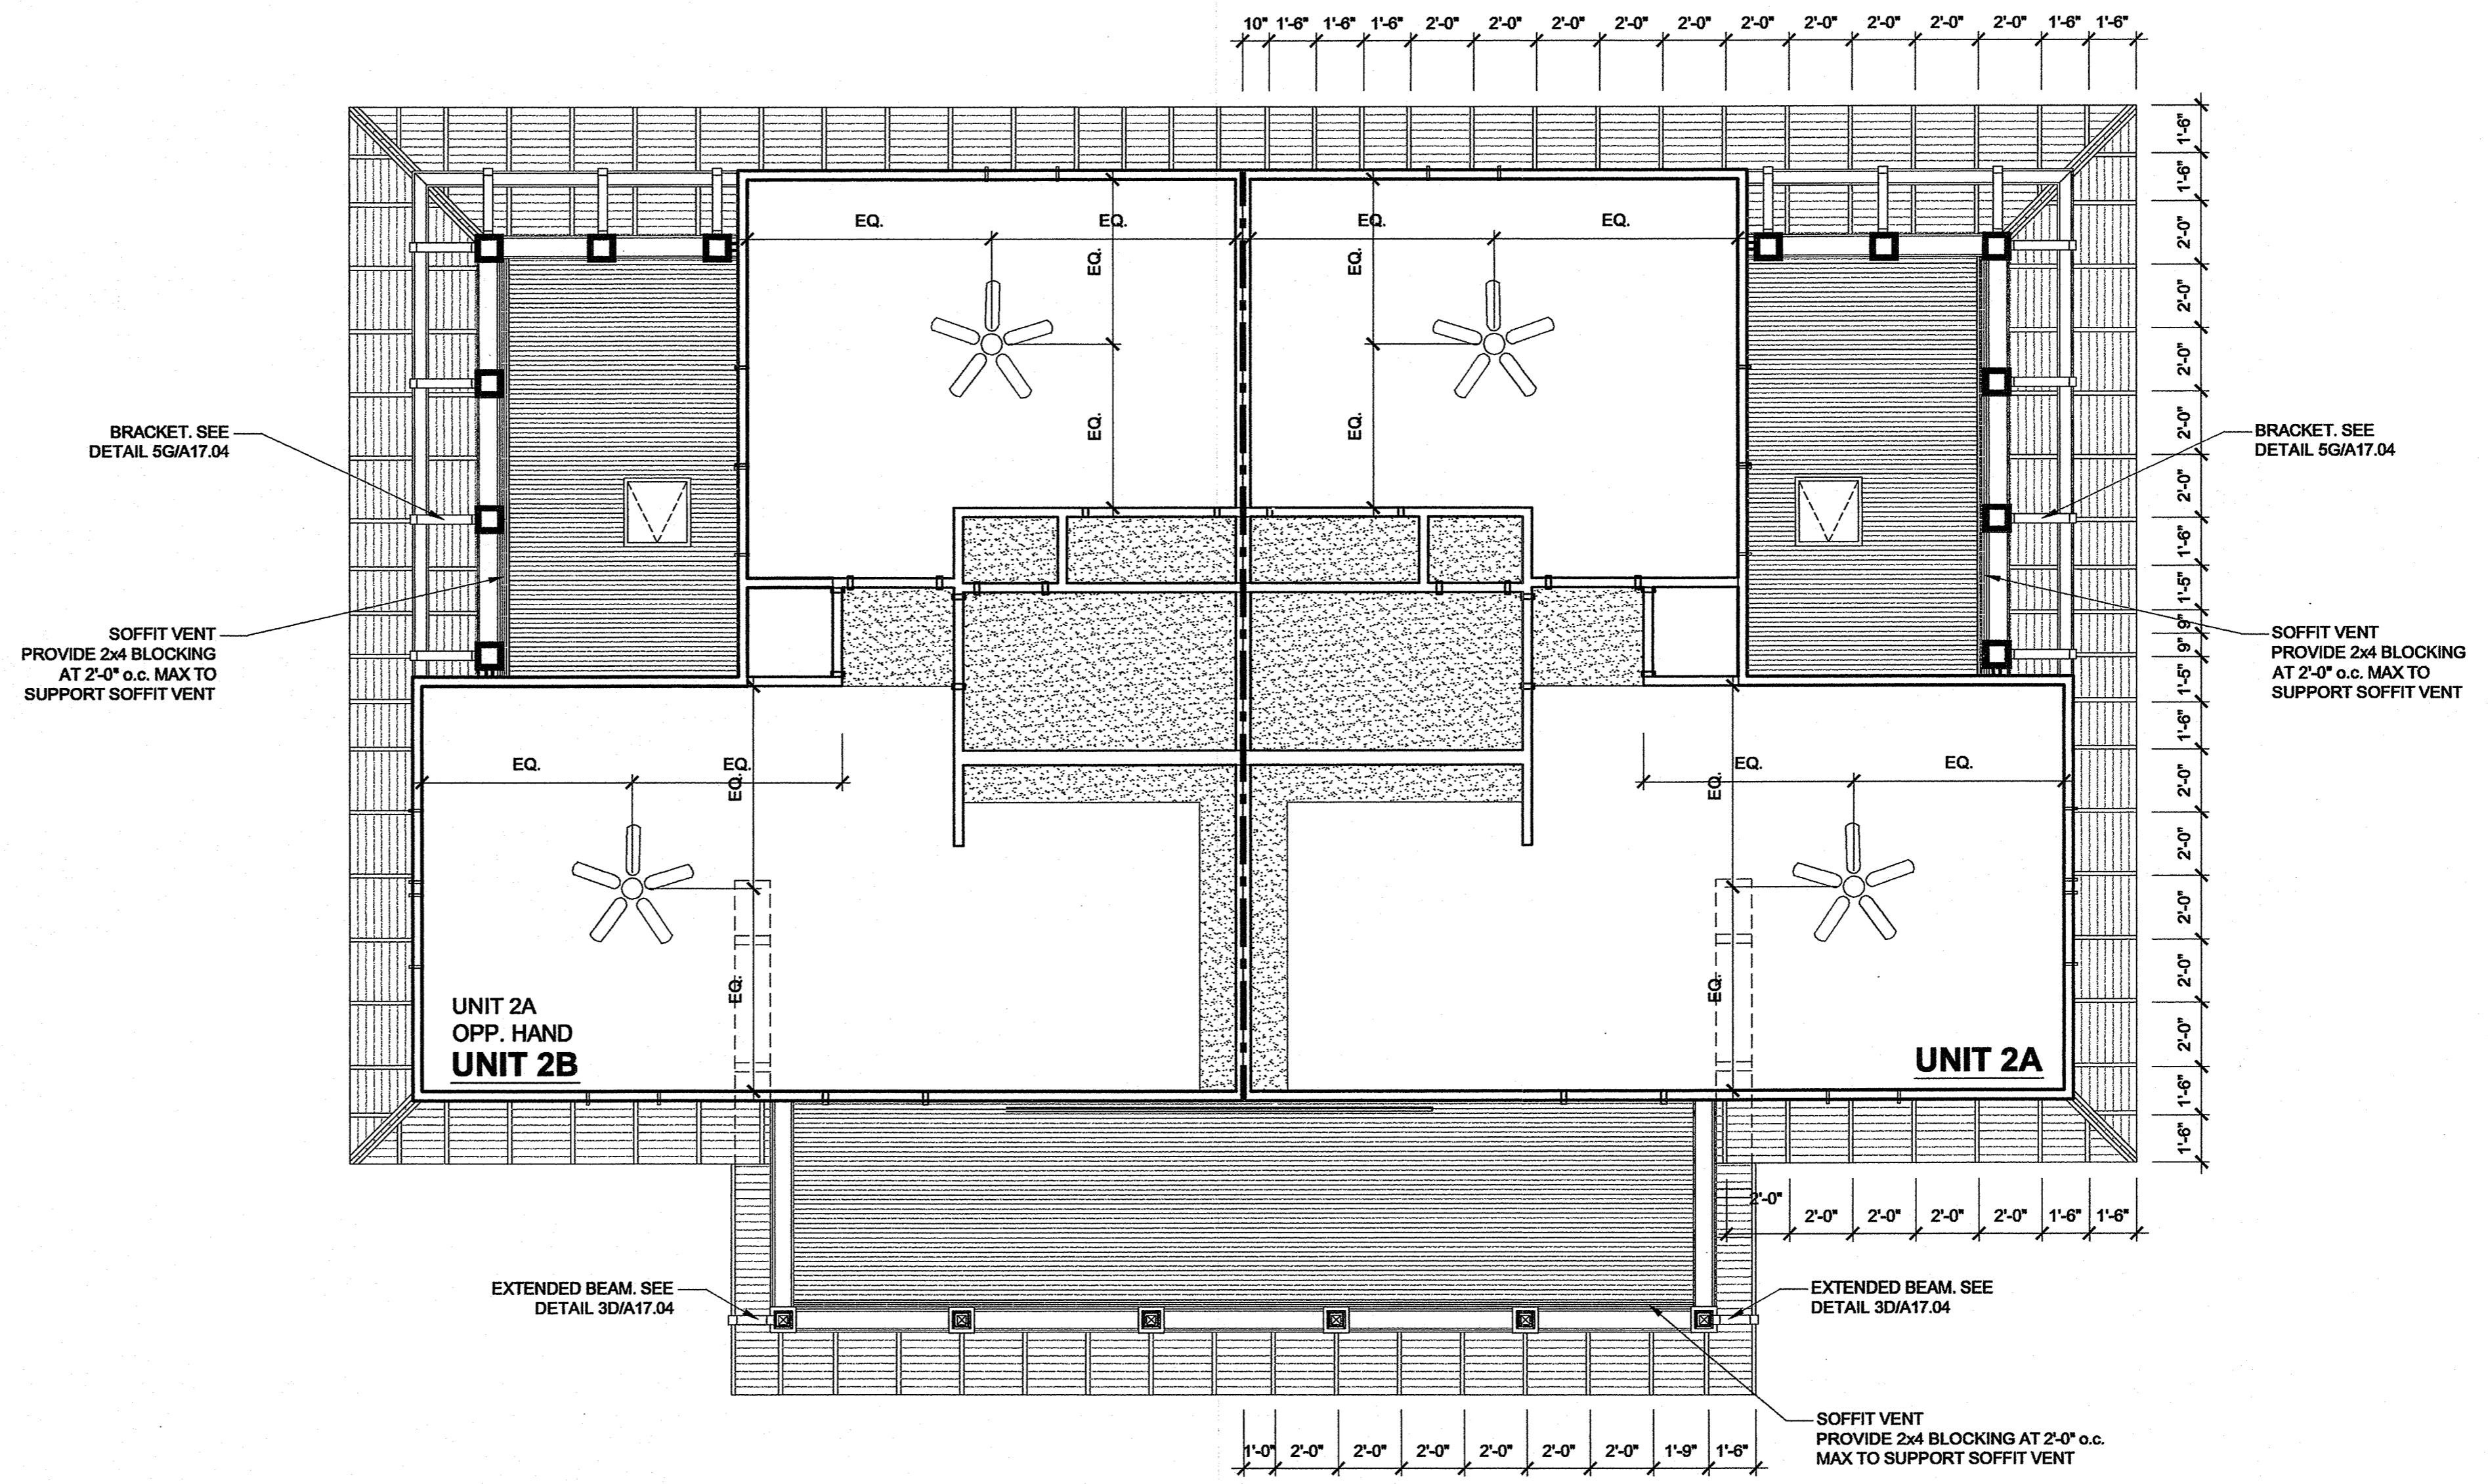 10" 1'-6" 1'-6" 1'-6" 2'-0" 2'-0" 2'-0" 2'-0" 2'-0" 2'-0" 2'-0" 2'-0" 2'-0" 2'-0" 1'-6" 1'-6"
1'-6"
1'-6"
2'-0"
2'-0"
2'-0"
2'-0"
2'-0"
1'-6"
1'-5"
9"
9"
1'-5"
1'-6"
2'-0"
2'-0"
2'-0"
2'-0"
2'-0"
1'-6"
1'-6"
EQ. EQ. EQ. EQ.
EQ. EQ.
EQ. EQ.
BRACKET. SEE
DETAIL 5G/A17.04
BRACKET. SEE
DETAIL 5G/A17.04
SOFFIT VENT
PROVIDE 2x4 BLOCKING
AT 2'-0" o.c. MAX TO
SUPPORT SOFFIT VENT
SOFFIT VENT
PROVIDE 2x4 BLOCKING
AT 2'-0" o.c. MAX TO
SUPPORT SOFFIT VENT
EQ. EQ. EQ. EQ.
EQ. EQ.
EQ. EQ.
UNIT 2A
OPP. HAND
UNIT 2B
UNIT 2A
2'-0"
2'-0" 2'-0" 2'-0" 2'-0" 1'-6" 1'-6"
EXTENDED BEAM. SEE
DETAIL 3D/A17.04
EXTENDED BEAM. SEE
DETAIL 3D/A17.04
SOFFIT VENT
PROVIDE 2x4 BLOCKING AT 2'-0" o.c.
MAX TO SUPPORT SOFFIT VENT
1'-0" 2'-0" 2'-0" 2'-0" 2'-0" 2'-0" 2'-0" 1'-9" 1'-6"